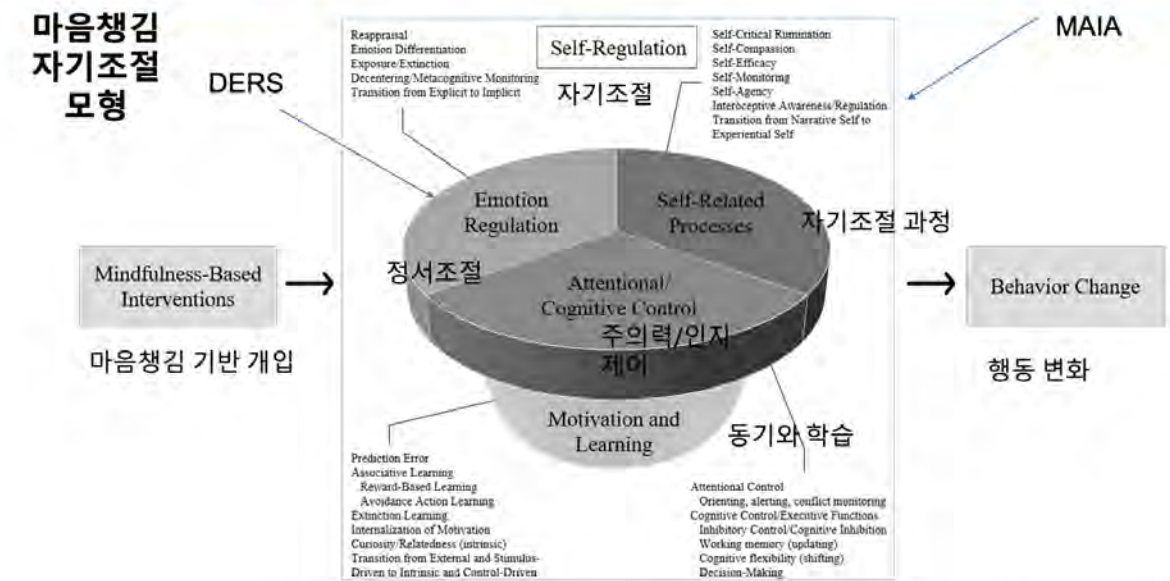 마음챙김
자기조절
모형
DERS
MAIA
Reappraisal
Emotion Differentiation
Exposure/Extinction
Decentering/Metacognitive Monitoring
Transition from Explicit to Implicit
Self-Regulation
자기조절
Self-Critical Rumination
Self-Compassion
Self-Efficacy
Self-Monitoring
Self-Agency
Interoceptive Awareness/Regulation
Transition from Narrative Self to
Experiential Self
Emotion
Regulation
정서조절
Self-Related
Processes
자기조절 과정
Attentional/
Cognitive Control
주의력/인지
제어
Mindfulness-Based
Interventions
마음챙김 기반 개입
Behavior Change
행동 변화
Motivation and
Learning
동기와 학습
Prediction Error
Associative Learning
Reward-Based Learning
Avoidance Action Learning
Extinction Learning
Internalization of Motivation
Curiosity/Relatedness (intrinsic)
Transition from External and Stimulus-
Driven to Intrinsic and Control-Driven
Attentional Control
Orienting, alerting, conflict monitoring
Cognitive Control/Executive Functions
Inhibitory Control/Cognitive Inhibition
Working memory (updating)
Cognitive flexibility (shifting)
Decision-Making